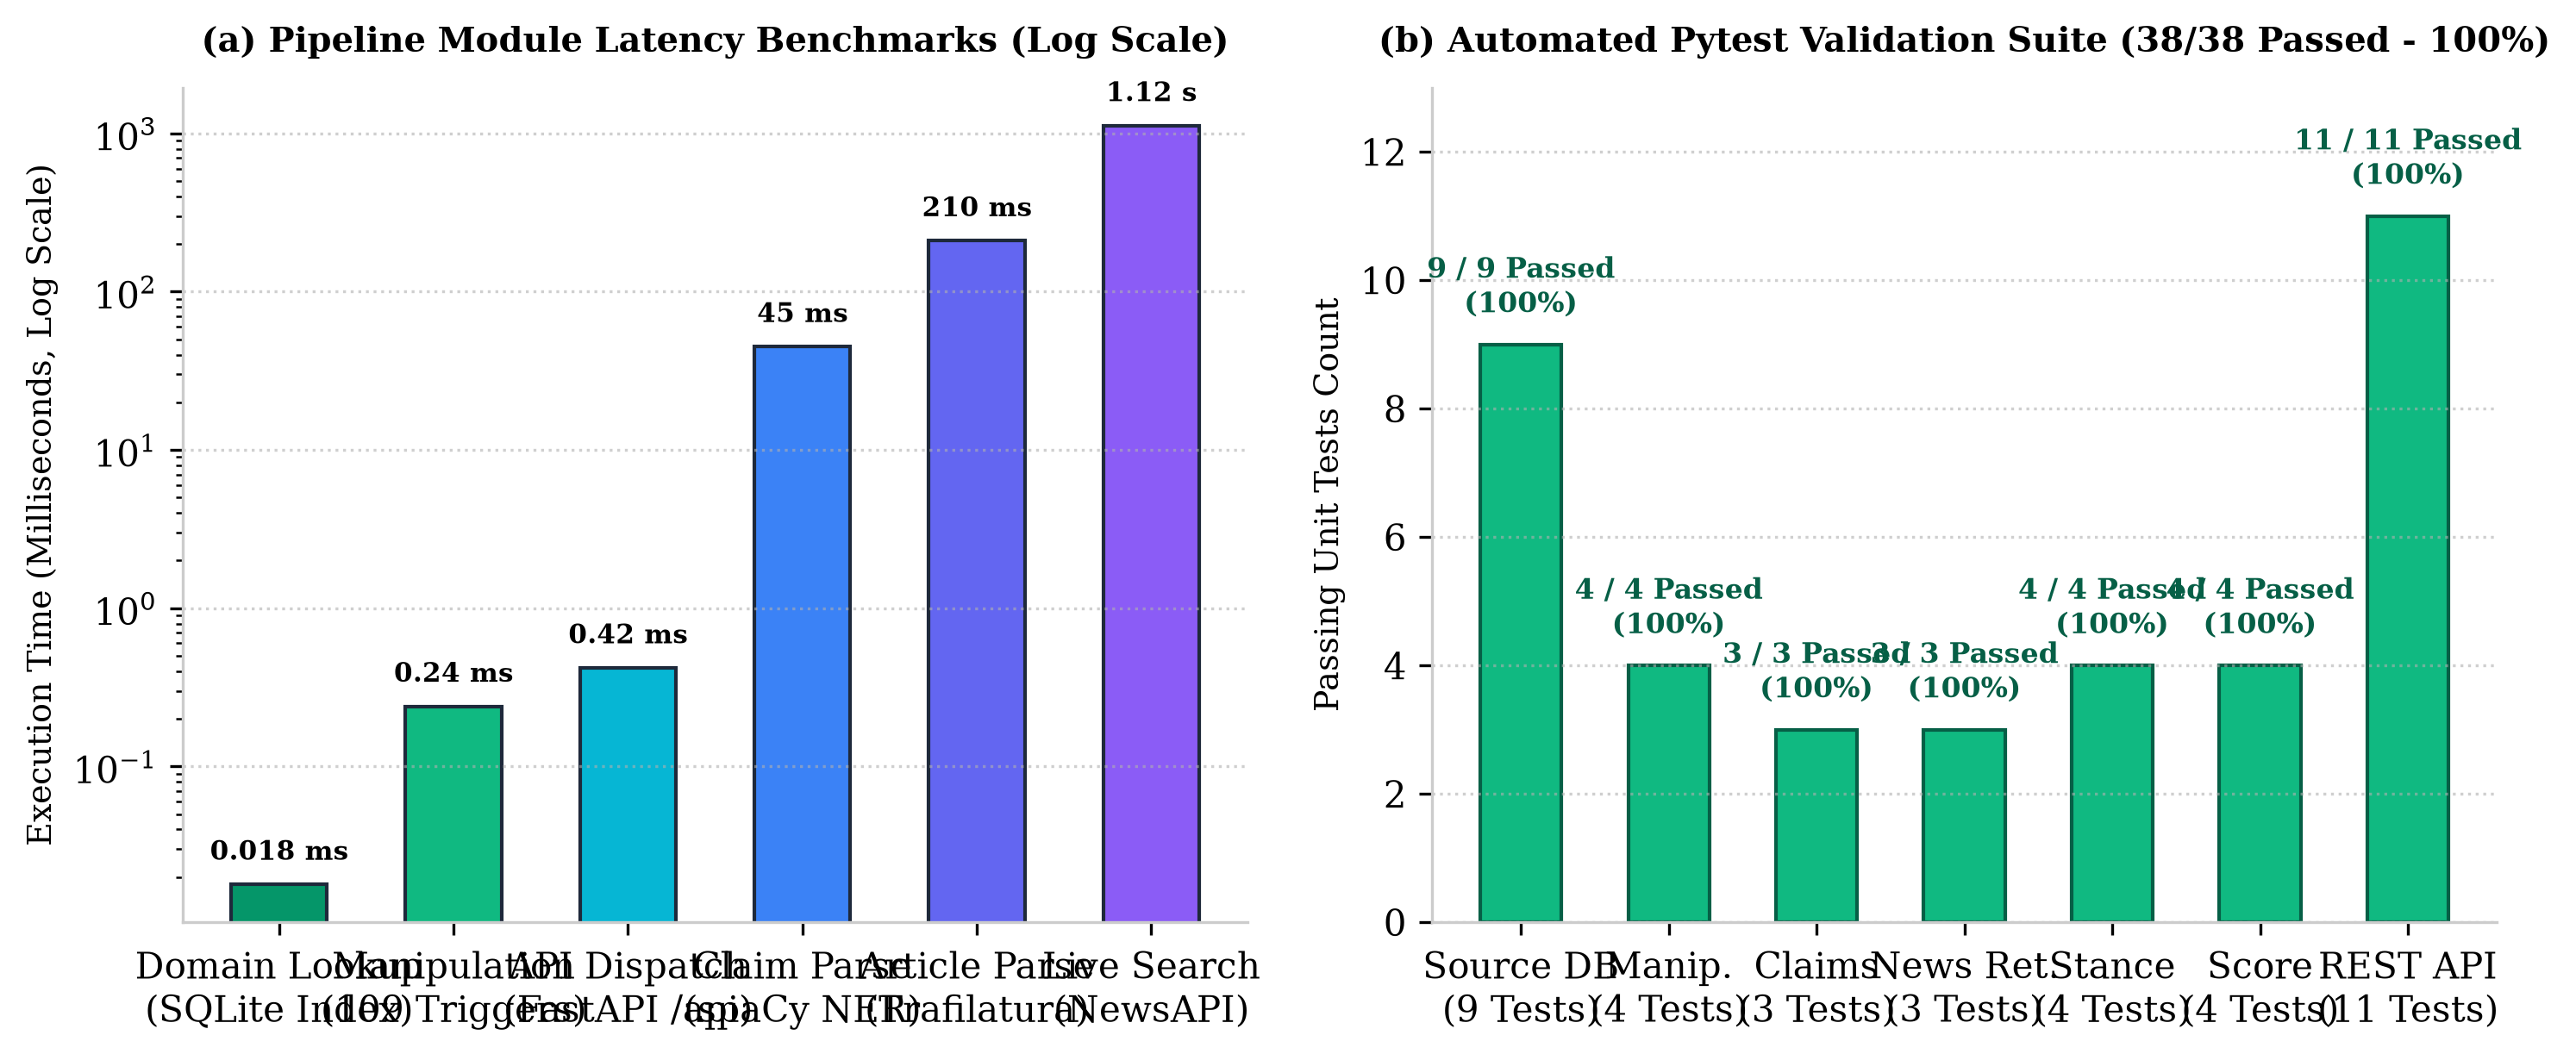 (a) Pipeline Module Latency Benchmarks (Log Scale)
Execution Time (Milliseconds, Log Scale)
10³
10²
10¹
10⁰
10⁻¹
0.018 ms
0.24 ms
0.42 ms
45 ms
210 ms
1.12 s
Domain Lookup
(SQLite Index)
Manipulation
(109 Triggers)
API Dispatch
(FastAPI /api)
Claim Parse
(spaCy NER)
Article Parse
(Trafilatura)
Live Search
(NewsAPI)
(b) Automated Pytest Validation Suite (38/38 Passed - 100%)
Passing Unit Tests Count
12
10
8
6
4
2
0
9 / 9 Passed
(100%)
4 / 4 Passed
(100%)
3 / 3 Passed
(100%)
3 / 3 Passed
(100%)
4 / 4 Passed
(100%)
4 / 4 Passed
(100%)
11 / 11 Passed
(100%)
Source DB
(9 Tests)
Manip.
(4 Tests)
Claims
(3 Tests)
News Ret.
(3 Tests)
Stance
(4 Tests)
Score
(4 Tests)
REST API
(11 Tests)